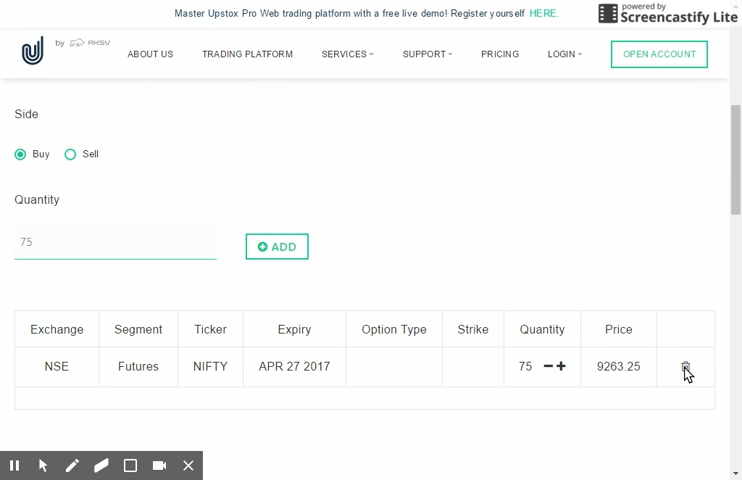 Master Upstox Pro Web trading platform with a free live demo! Register yourself HERE.
powered by
Screencastify Lite
by RKSV
ABOUT US TRADING PLATFORM SERVICES SUPPORT PRICING LOGIN OPEN ACCOUNT
Side
Buy Sell
Quantity
75 ADD
Exchange Segment Ticker Expiry Option Type Strike Quantity Price
NSE Futures NIFTY APR 27 2017 75 9263.25